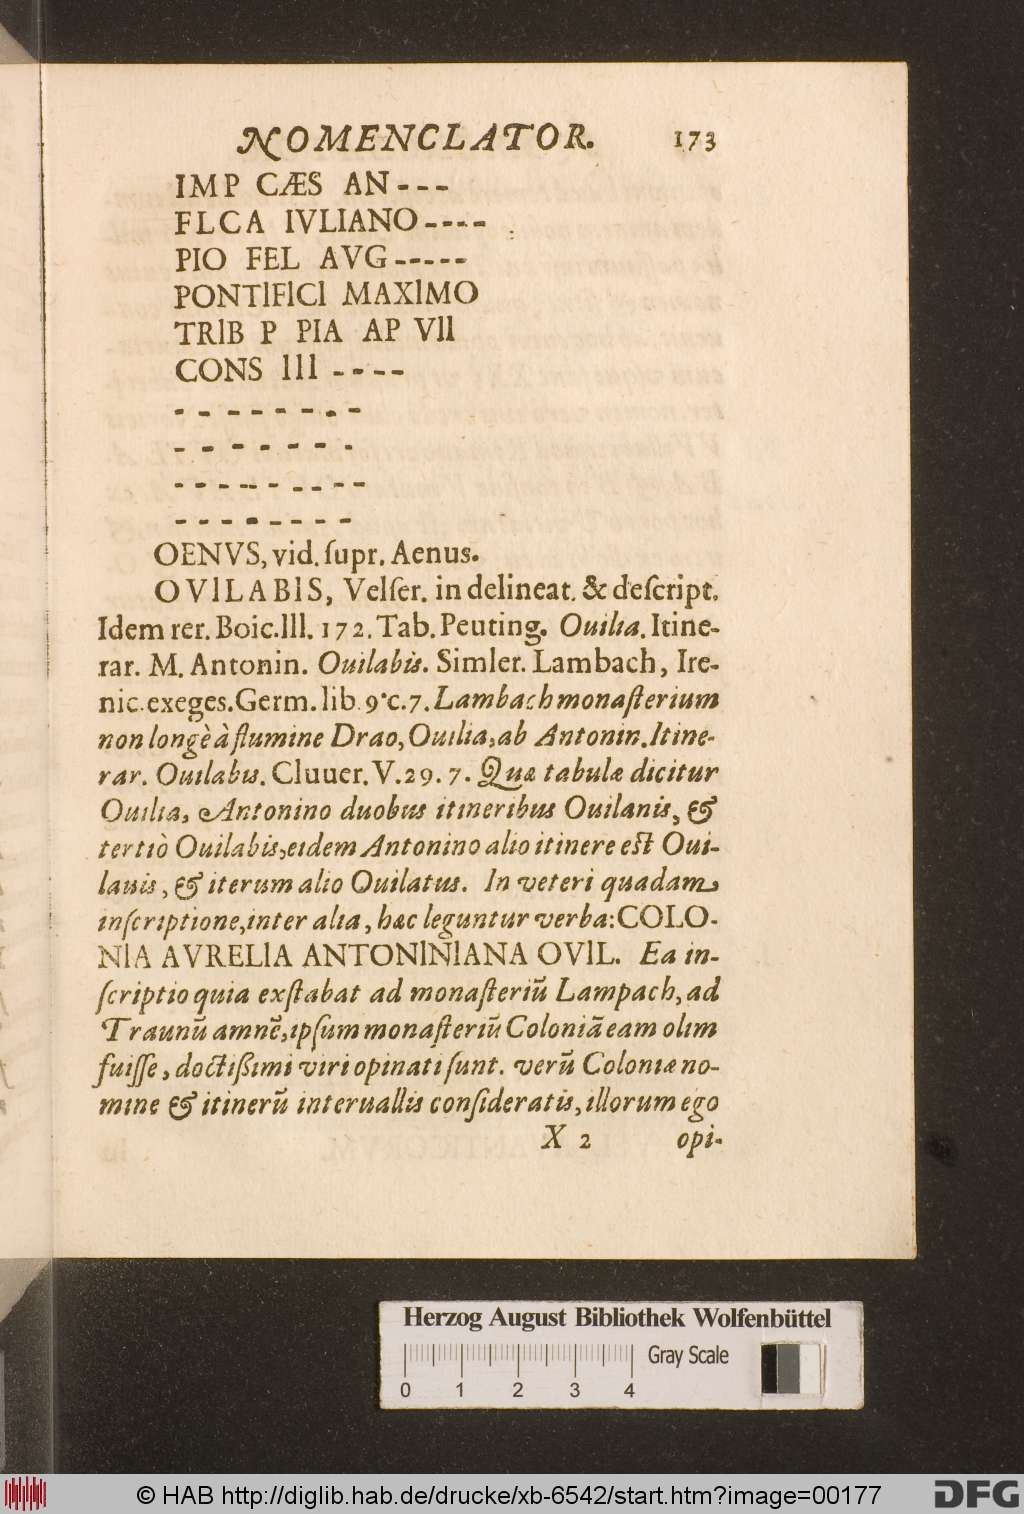 NOMENCLATOR. 173
IMP CÆS AN - - -
FLCA IVLIANO - - - -
PIO FEL AVG - - - - -
PONTIFICI MAXIMO
TRIB P PIA AP VII
CONS III - - - -
- - - - - - - -
- - - - - - -
- - - - - - - - -
- - - - - - - -
OENVS, vid. ſupr. Aenus.
OVILABIS, Velſer. in delineat. & deſcript.
Idem rer. Boic. III. 172. Tab. Peuting. Ouilia. Itine-
rar. M. Antonin. Ouilabis. Simler. Lambach, Ire-
nic. exeges. Germ. lib. 9. c. 7. Lambach monaſterium
non longè à flumine Drao, Ouilia, ab Antonin. Itine-
rar. Ouilabis. Cluuer. V. 29. 7. Quæ tabulæ dicitur
Ouilia, Antonino duobus itineribus Ouilanis, &
tertiò Ouilabis, eidem Antonino alio itinere eſt Oui-
lauis, & iterum alio Ouilatus. In veteri quadam
inſcriptione, inter alia, hæc leguntur verba: COLO-
NIA AVRELIA ANTONINIANA OVIL. Ea in-
ſcriptio quia exſtabat ad monaſteriũ Lampach, ad
Traunũ amnẽ, ipſum monaſteriũ Coloniã eam olim
fuiſſe, doctißimi viri opinati ſunt. verũ Coloniæ no-
mine & itinerũ interuallis conſideratis, illorum ego
X 2 opi-
Herzog August Bibliothek Wolfenbüttel
Gray Scale
0 1 2 3 4
© HAB http://diglib.hab.de/drucke/xb-6542/start.htm?image=00177 DFG